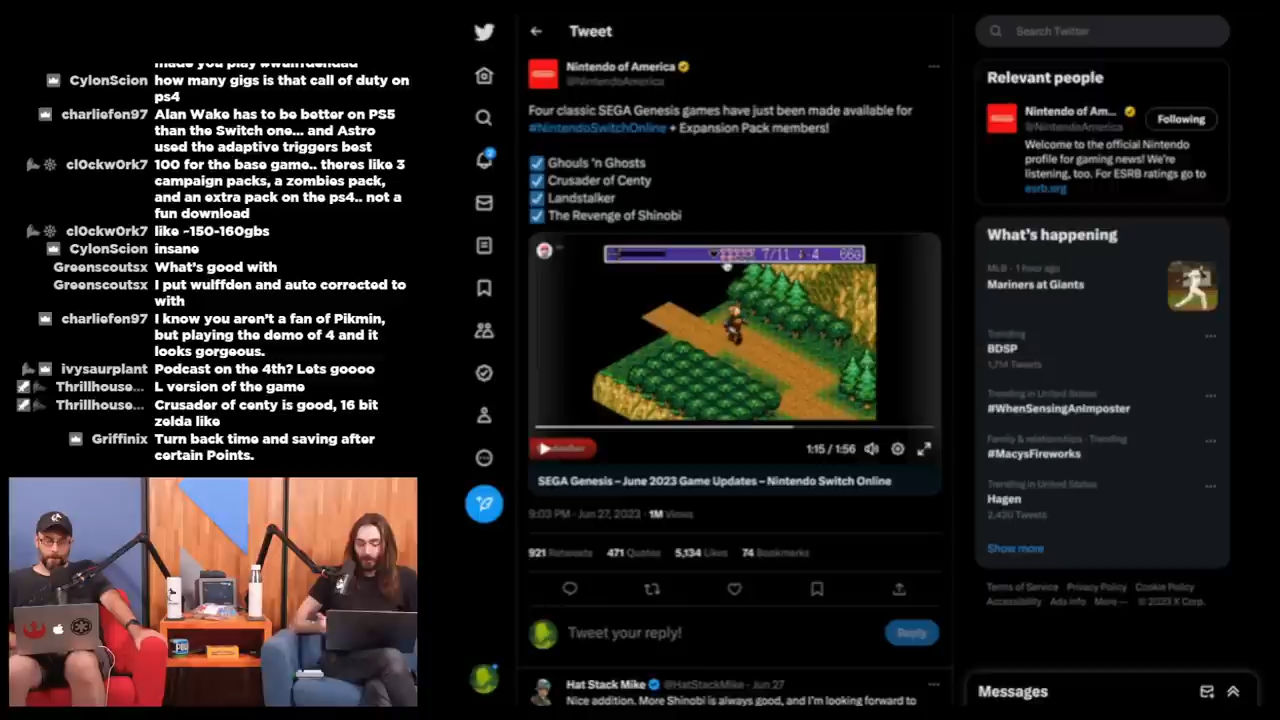 made you play #wulffdendad
CylonScion how many gigs is that call of duty on
ps4
charliefen97 Alan Wake has to be better on PS5
than the Switch one... and Astro
used the adaptive triggers best
cl0ckw0rk7 100 for the base game.. theres like 3
campaign packs, a zombies pack,
and an extra pack on the ps4.. not a
fun download
cl0ckw0rk7 like ~150-160gbs
CylonScion insane
Greenscoutsx What's good with
Greenscoutsx I put wulffden and auto corrected to
with
charliefen97 I know you aren't a fan of Pikmin,
but playing the demo of 4 and it
looks gorgeous.
ivysaurplant Podcast on the 4th? Lets goooo
Thrillhouse... L version of the game
Thrillhouse... Crusader of centy is good, 16 bit
zelda like
Griffinix Turn back time and saving after
certain Points.
Tweet
Nintendo of America
@NintendoAmerica
Four classic SEGA Genesis games have just been made available for
#NintendoSwitchOnline + Expansion Pack members!
Ghouls 'n Ghosts
Crusader of Centy
Landstalker
The Revenge of Shinobi
7/11 4 66G
1:15 / 1:56
SEGA Genesis – June 2023 Game Updates – Nintendo Switch Online
9:03 PM · Jun 27, 2023 · 1M Views
921 Retweets 471 Quotes 5,134 Likes 74 Bookmarks
Tweet your reply!
Reply
Hat Stack Mike @HatStackMike · Jun 27
Nice addition. More Shinobi is always good, and I'm looking forward to
Search Twitter
Relevant people
Nintendo of Am...
@NintendoAmerica
Following
Welcome to the official Nintendo
profile for gaming news! We're
listening, too. For ESRB ratings go to
esrb.org
What's happening
MLB · 1 hour ago
Mariners at Giants
Trending
BDSP
1,714 Tweets
Trending in United States
#WhenSensingAnImposter
Family & relationships · Trending
#MacysFireworks
Trending in United States
Hagen
2,430 Tweets
Show more
Terms of Service Privacy Policy Cookie Policy
Accessibility Ads info More... © 2023 X Corp.
Messages